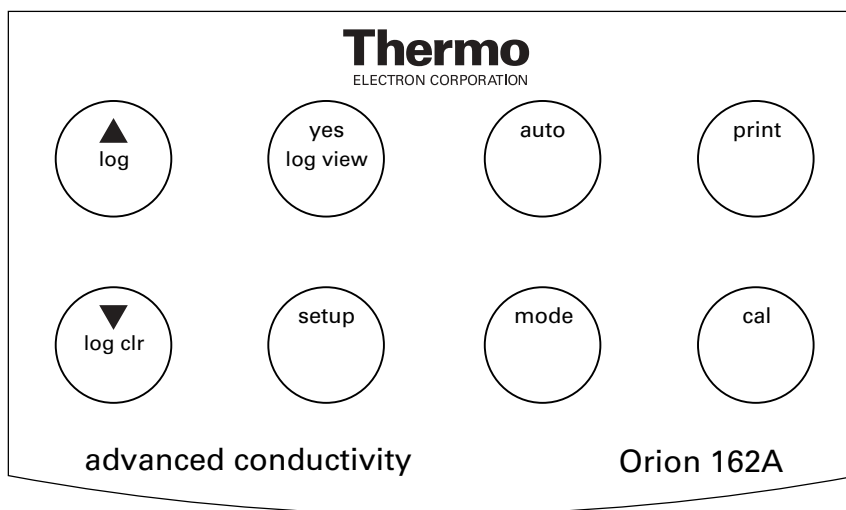 Thermo
ELECTRON CORPORATION
▲ yes auto print
log log view
▼ setup mode cal
log clr
advanced conductivity Orion 162A